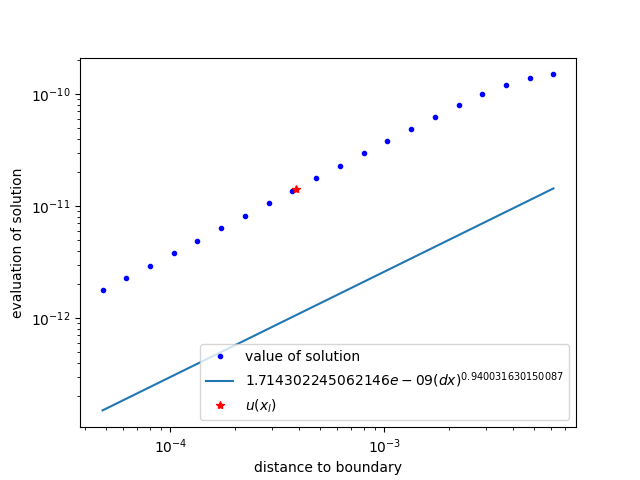 10⁻¹⁰
10⁻¹¹
10⁻¹²
evaluation of solution
value of solution
1.714302245062146e − 09(dx)^0.940031630150087
u(xₗ)
10⁻⁴ 10⁻³
distance to boundary